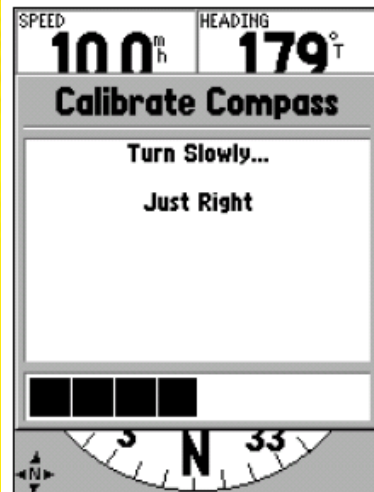 SPEED HEADING
10.0 mh 179°T
Calibrate Compass
Turn Slowly...
Just Right
3 N 33
N